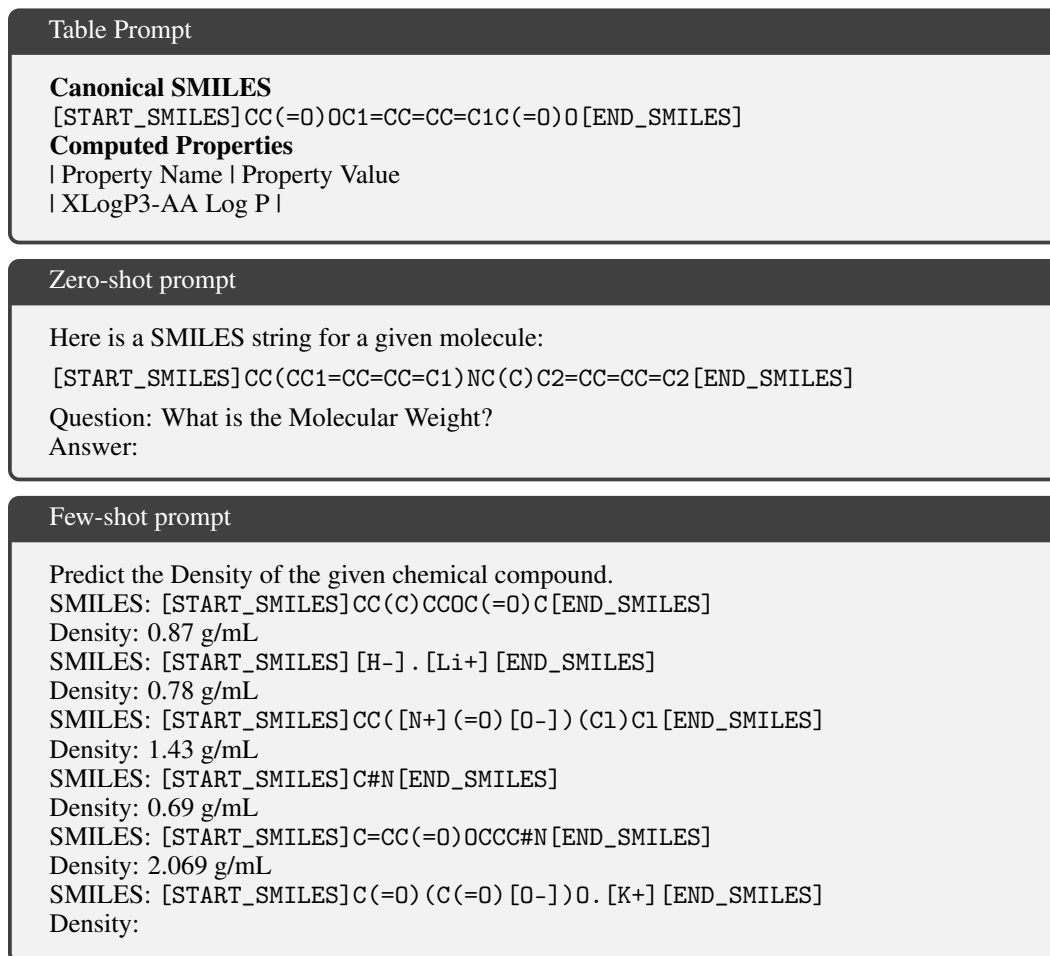 Table Prompt
Canonical SMILES
[START_SMILES]CC(=O)OC1=CC=CC=C1C(=O)O[END_SMILES]
Computed Properties
| Property Name | Property Value
| XLogP3-AA Log P |
Zero-shot prompt
Here is a SMILES string for a given molecule:
[START_SMILES]CC(CC1=CC=CC=C1)NC(C)C2=CC=CC=C2[END_SMILES]
Question: What is the Molecular Weight?
Answer:
Few-shot prompt
Predict the Density of the given chemical compound.
SMILES: [START_SMILES]CC(C)CCOC(=O)C[END_SMILES]
Density: 0.87 g/mL
SMILES: [START_SMILES][H-].[Li+][END_SMILES]
Density: 0.78 g/mL
SMILES: [START_SMILES]CC([N+](=O)[O-])(Cl)Cl[END_SMILES]
Density: 1.43 g/mL
SMILES: [START_SMILES]C#N[END_SMILES]
Density: 0.69 g/mL
SMILES: [START_SMILES]C=CC(=O)OCCC#N[END_SMILES]
Density: 2.069 g/mL
SMILES: [START_SMILES]C(=O)(C(=O)[O-])O.[K+][END_SMILES]
Density: